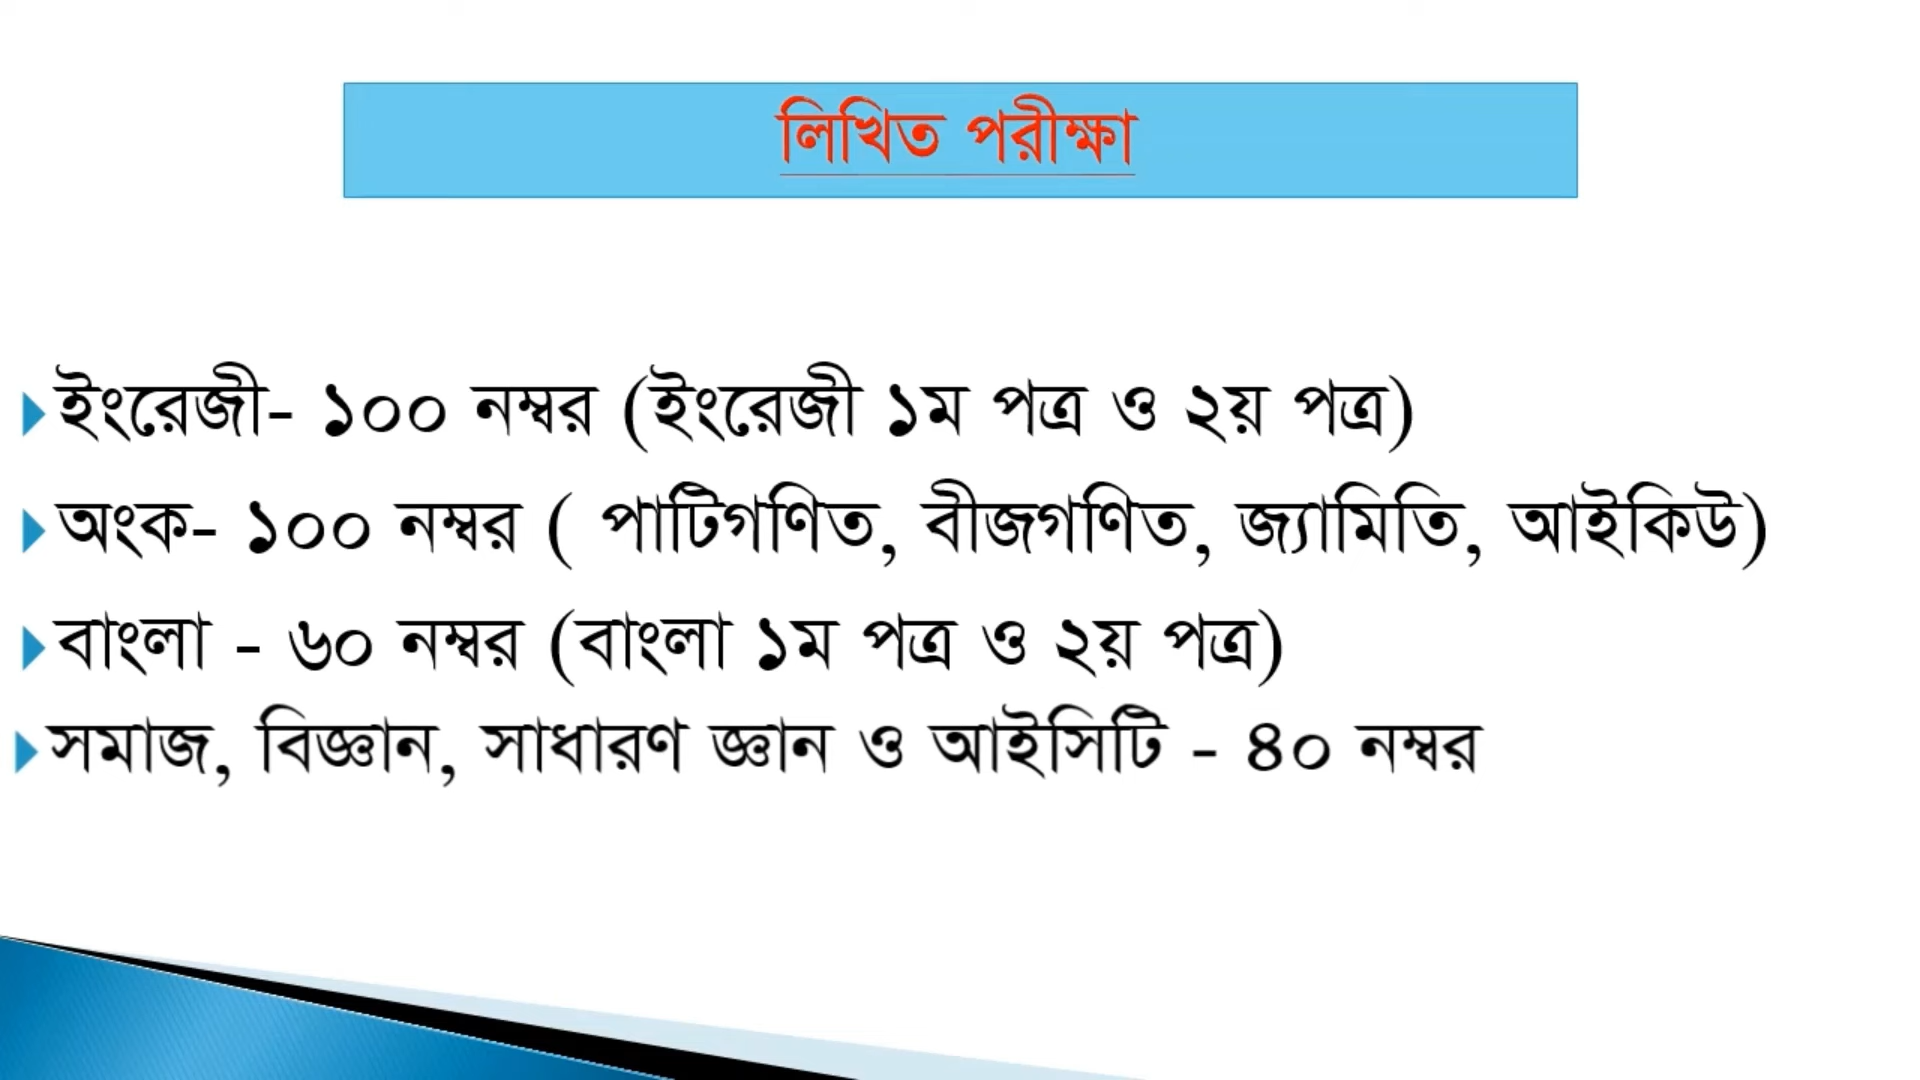 লিখিত পরীক্ষা
ইংরেজী- ১০০ নম্বর (ইংরেজী ১ম পত্র ও ২য় পত্র)
অংক- ১০০ নম্বর ( পাটিগণিত, বীজগণিত, জ্যামিতি, আইকিউ)
বাংলা - ৬০ নম্বর (বাংলা ১ম পত্র ও ২য় পত্র)
সমাজ, বিজ্ঞান, সাধারণ জ্ঞান ও আইসিটি - ৪০ নম্বর